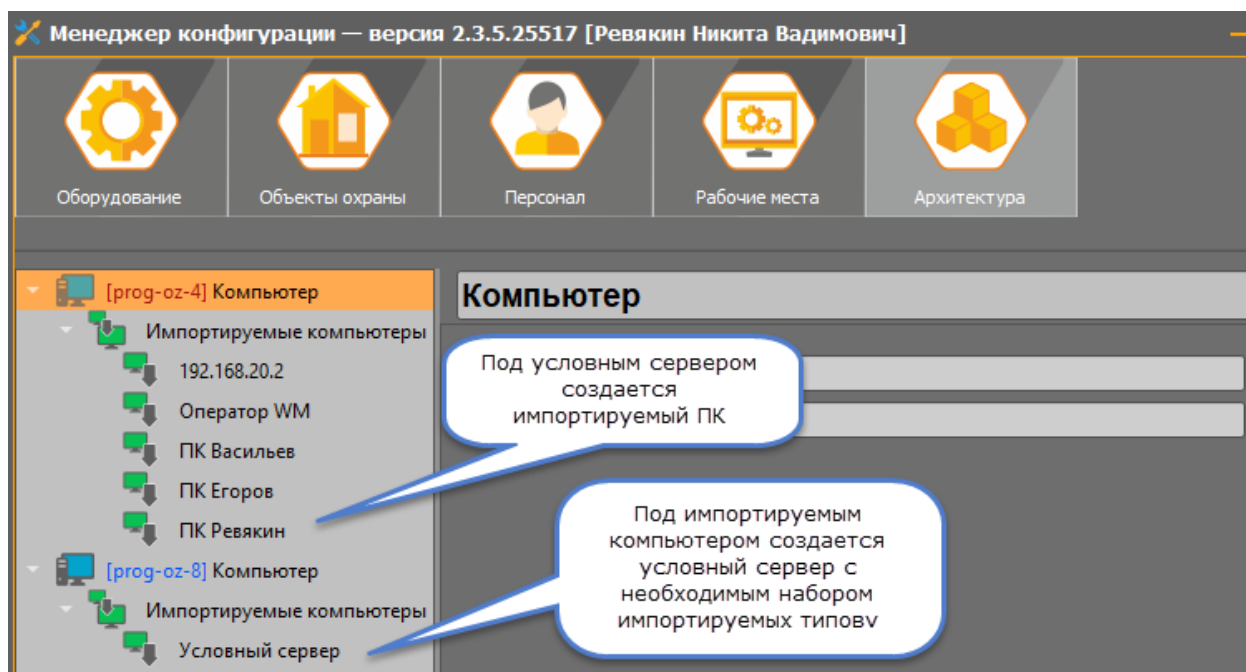 Менеджер конфигурации — версия 2.3.5.25517 [Ревякин Никита Вадимович]
Оборудование
Объекты охраны
Персонал
Рабочие места
Архитектура
[prog-oz-4] Компьютер
Импортируемые компьютеры
192.168.20.2
Оператор WM
ПК Васильев
ПК Егоров
ПК Ревякин
[prog-oz-8] Компьютер
Импортируемые компьютеры
Условный сервер
Компьютер
Под условным сервером
создается
импортируемый ПК
Под импортируемым
компьютером создается
условный сервер с
необходимым набором
импортируемых типовv